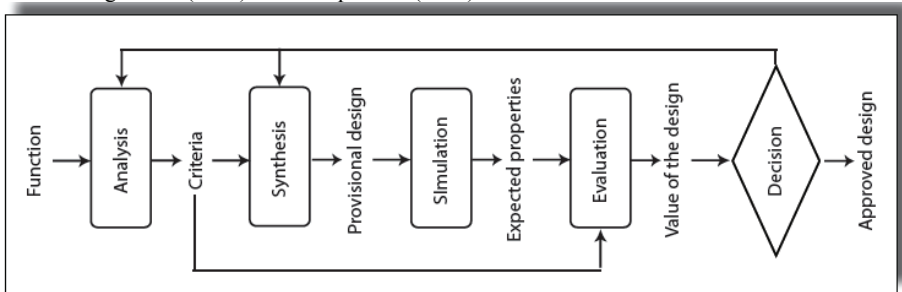 Function
Analysis
Criteria
Synthesis
Provisional design
SImulation
Expected properties
Evaluation
Value of the design
Decision
Approved design